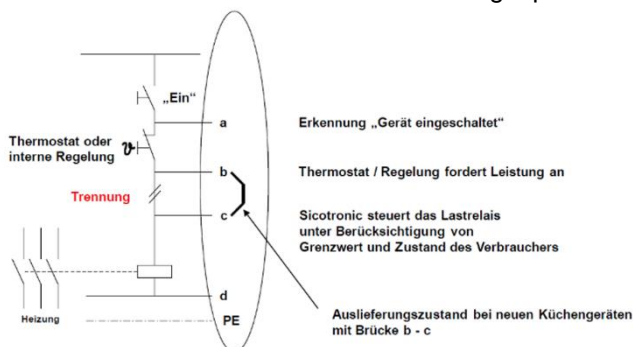 „Ein“
a
Erkennung „Gerät eingeschaltet“
Thermostat oder
interne Regelung
ϑ
b
Thermostat / Regelung fordert Leistung an
Trennung
c
Sicotronic steuert das Lastrelais
unter Berücksichtigung von
Grenzwert und Zustand des Verbrauchers
d
Heizung
PE
Auslieferungszustand bei neuen Küchengeräten
mit Brücke b - c